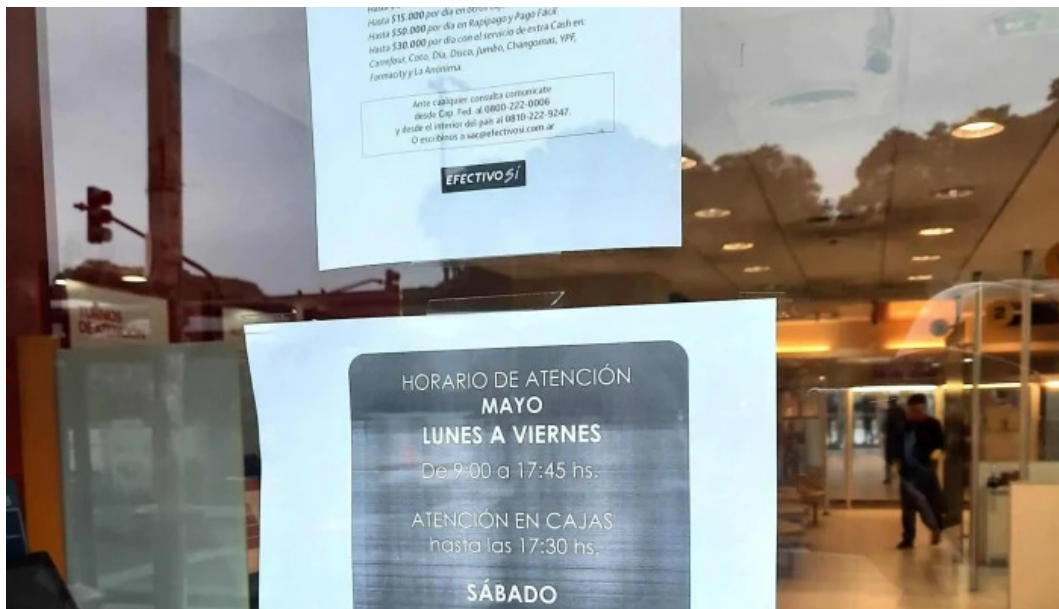 Hasta $15.000 por día en otros
Hasta $50.000 por día en Rapipago y Pago Fácil
Hasta $30.000 por día con el servicio de extra Cash en:
Carrefour, Coto, Día, Disco, Jumbo, Changomas, YPF,
Farmacity y La Anónima.
Ante cualquier consulta comunicate
desde Cap. Fed. al 0800-222-0006
y desde el interior del país al 0810-222-9247.
O escribinos a sac@efectivosi.com.ar
EFECTIVO SÍ
TURNOS
DE ATENCIÓN
HORARIO DE ATENCIÓN
MAYO
LUNES A VIERNES
De 9:00 a 17:45 hs.
ATENCIÓN EN CAJAS
hasta las 17:30 hs.
SÁBADO